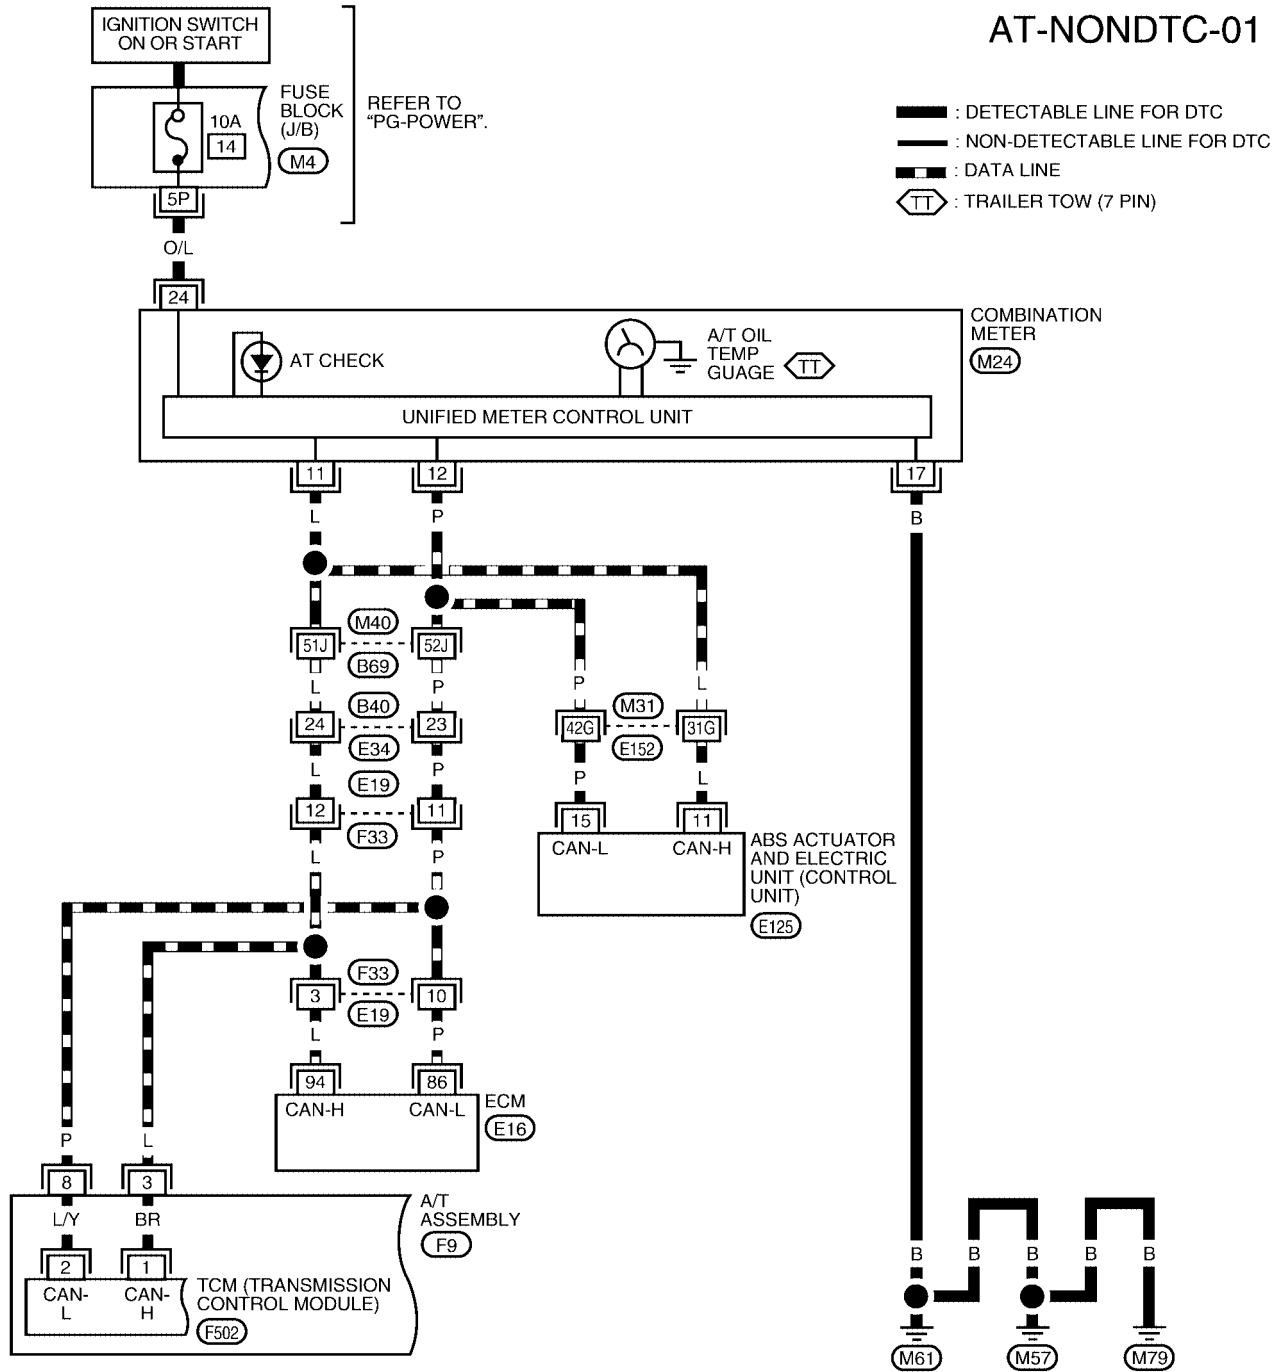 AT-NONDTC-01
IGNITION SWITCH
ON OR START
FUSE
BLOCK
(J/B)
M4
10A
14
REFER TO
“PG-POWER”.
5P
O/L
24
: DETECTABLE LINE FOR DTC
: NON-DETECTABLE LINE FOR DTC
: DATA LINE
TT : TRAILER TOW (7 PIN)
COMBINATION
METER
M24
AT CHECK
A/T OIL
TEMP
GUAGE
TT
UNIFIED METER CONTROL UNIT
11
12
17
L
P
B
M40
51J
52J
B69
L
P
B40
24
23
E34
L
P
E19
12
11
F33
L
P
P
L
M31
42G
31G
E152
P
L
15
11
CAN-L
CAN-H
ABS ACTUATOR
AND ELECTRIC
UNIT (CONTROL
UNIT)
E125
F33
3
10
E19
L
P
94
86
CAN-H
CAN-L
ECM
E16
P
L
8
3
A/T
ASSEMBLY
F9
L/Y
BR
2
1
CAN-
L
CAN-
H
TCM (TRANSMISSION
CONTROL MODULE)
F502
B
B
B
B
B
M61
M57
M79